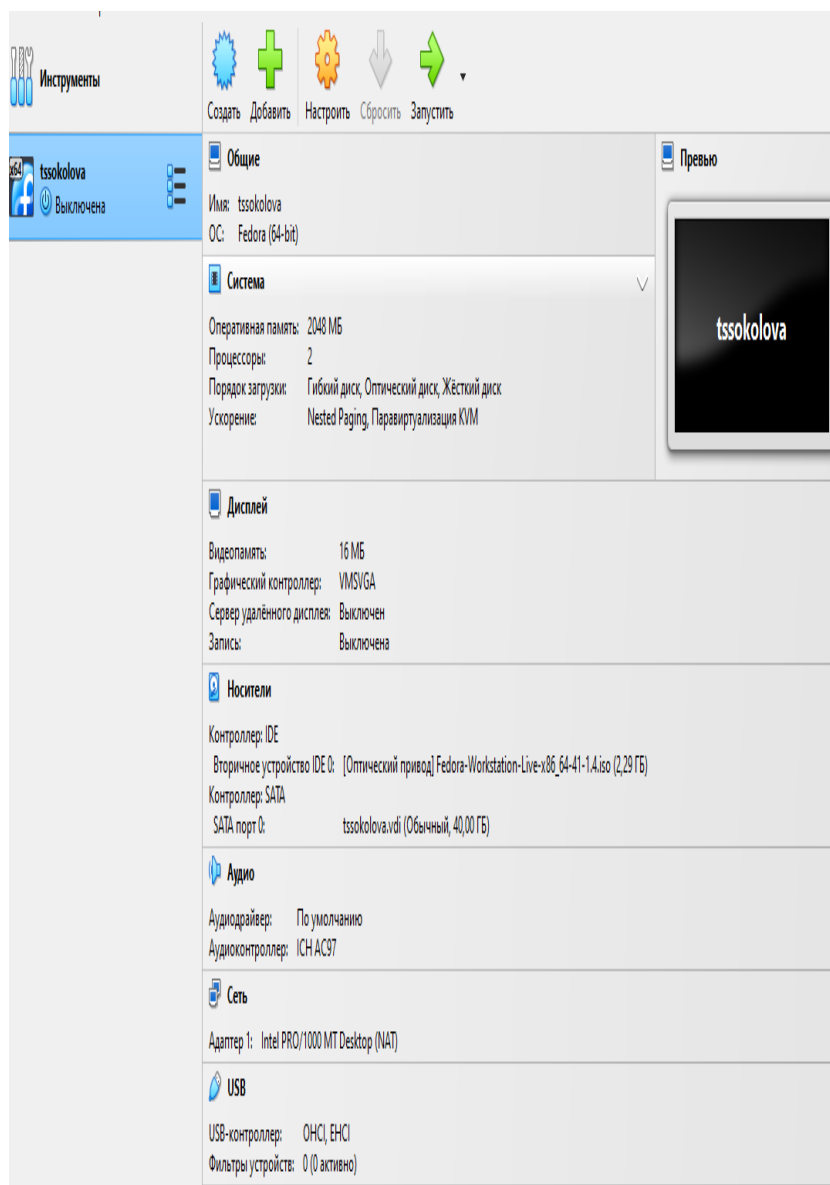 Инструменты
Создать Добавить Настроить Сбросить Запустить
x64
tssokolova
Выключена
Общие
Имя: tssokolova
ОС: Fedora (64-bit)
Превью
tssokolova
Система
Оперативная память: 2048 МБ
Процессоры: 2
Порядок загрузки: Гибкий диск, Оптический диск, Жёсткий диск
Ускорение: Nested Paging, Паравиртуализация KVM
Дисплей
Видеопамять: 16 МБ
Графический контроллер: VMSVGA
Сервер удалённого дисплея: Выключен
Запись: Выключена
Носители
Контроллер: IDE
Вторичное устройство IDE 0: [Оптический привод] Fedora-Workstation-Live-x86_64-41-1.4.iso (2,29 ГБ)
Контроллер: SATA
SATA порт 0: tssokolova.vdi (Обычный, 40,00 ГБ)
Аудио
Аудиодрайвер: По умолчанию
Аудиоконтроллер: ICH AC97
Сеть
Адаптер 1: Intel PRO/1000 MT Desktop (NAT)
USB
USB-контроллер: OHCI, EHCI
Фильтры устройств: 0 (0 активно)